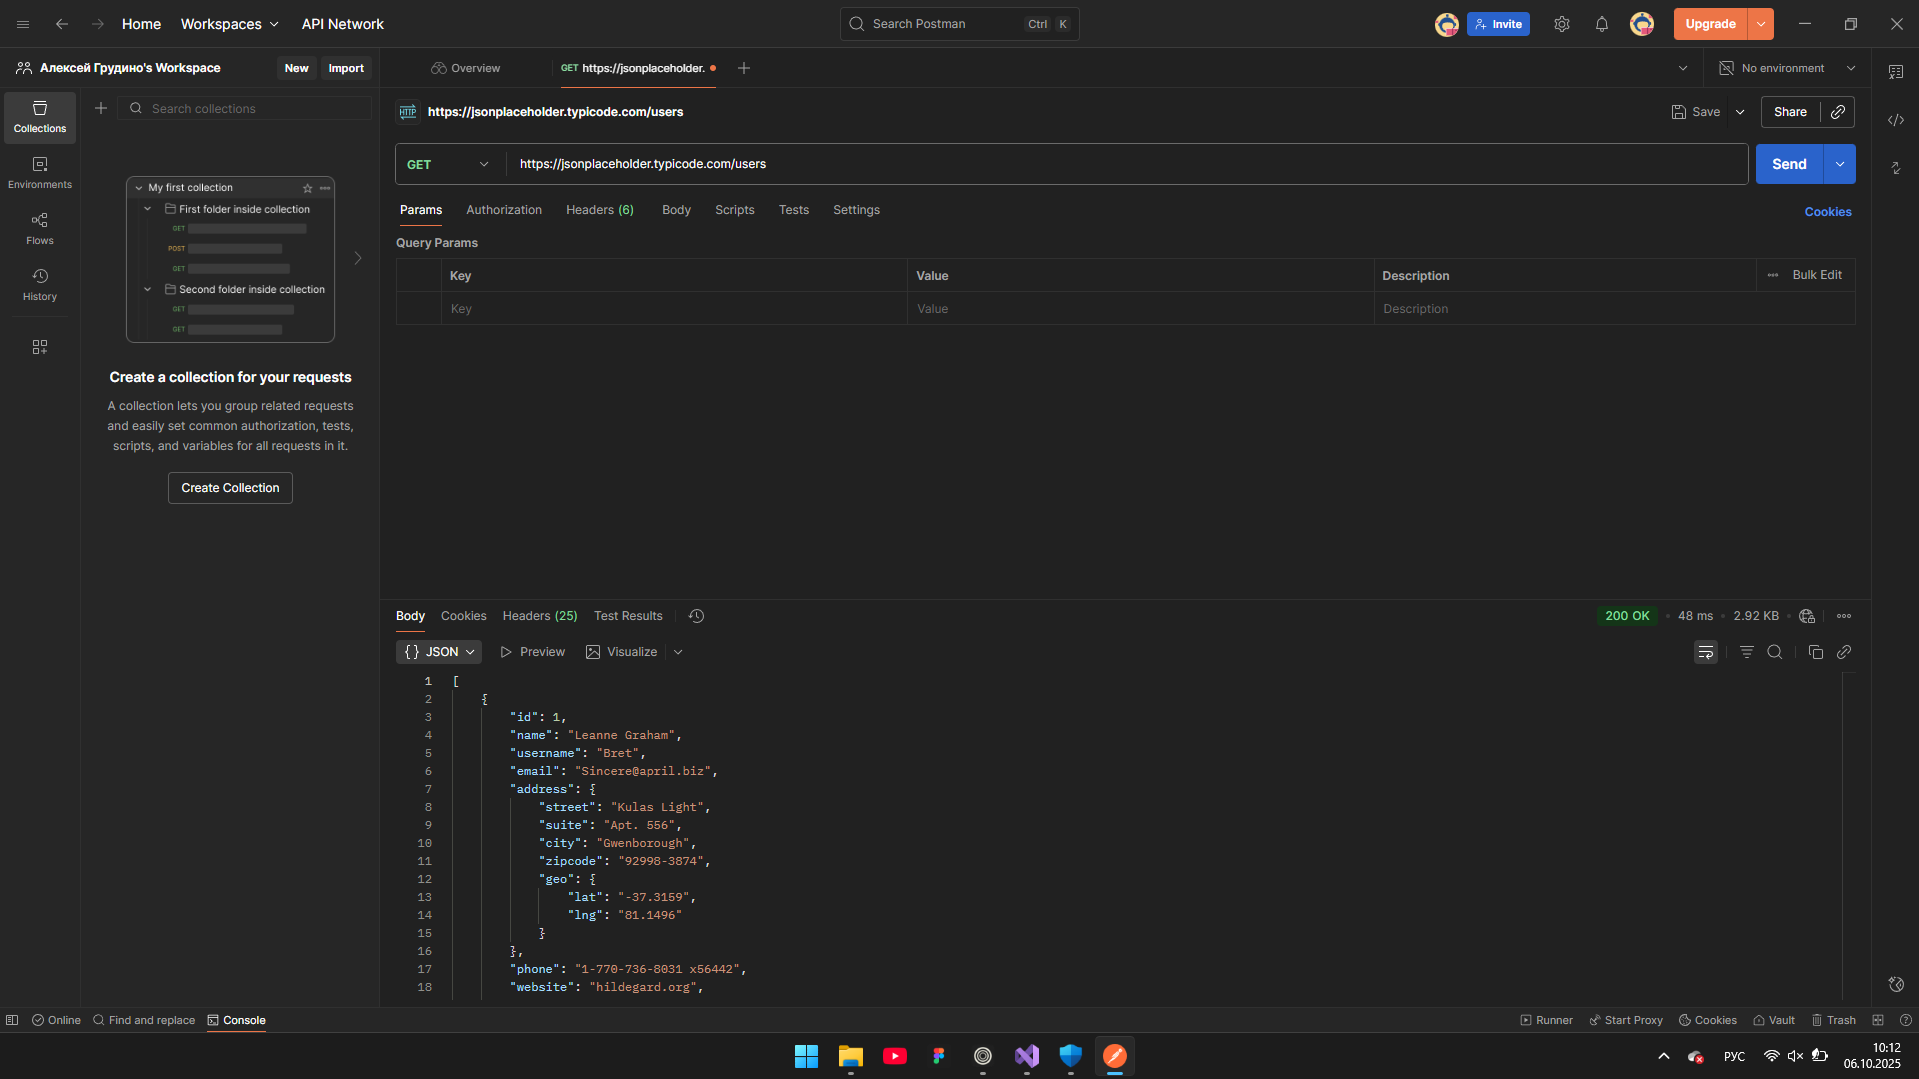 Home Workspaces API Network Search Postman Ctrl K Invite Upgrade
Алексей Грудино's Workspace New Import Overview GET https://jsonplaceholder. No environment
Search collections
Collections
Environments
Flows
History
My first collection
First folder inside collection
GET
POST
GET
Second folder inside collection
GET
GET
Create a collection for your requests
A collection lets you group related requests
and easily set common authorization, tests,
scripts, and variables for all requests in it.
Create Collection
HTTP https://jsonplaceholder.typicode.com/users Save Share
GET https://jsonplaceholder.typicode.com/users Send
Params Authorization Headers (6) Body Scripts Tests Settings Cookies
Query Params
Key Value Description Bulk Edit
Key Value Description
Body Cookies Headers (25) Test Results 200 OK 48 ms 2.92 KB
{} JSON Preview Visualize
1 [
2 {
3 "id": 1,
4 "name": "Leanne Graham",
5 "username": "Bret",
6 "email": "Sincere@april.biz",
7 "address": {
8 "street": "Kulas Light",
9 "suite": "Apt. 556",
10 "city": "Gwenborough",
11 "zipcode": "92998-3874",
12 "geo": {
13 "lat": "-37.3159",
14 "lng": "81.1496"
15 }
16 },
17 "phone": "1-770-736-8031 x56442",
18 "website": "hildegard.org",
Online Find and replace Console Runner Start Proxy Cookies Vault Trash
РУС 10:12
06.10.2025